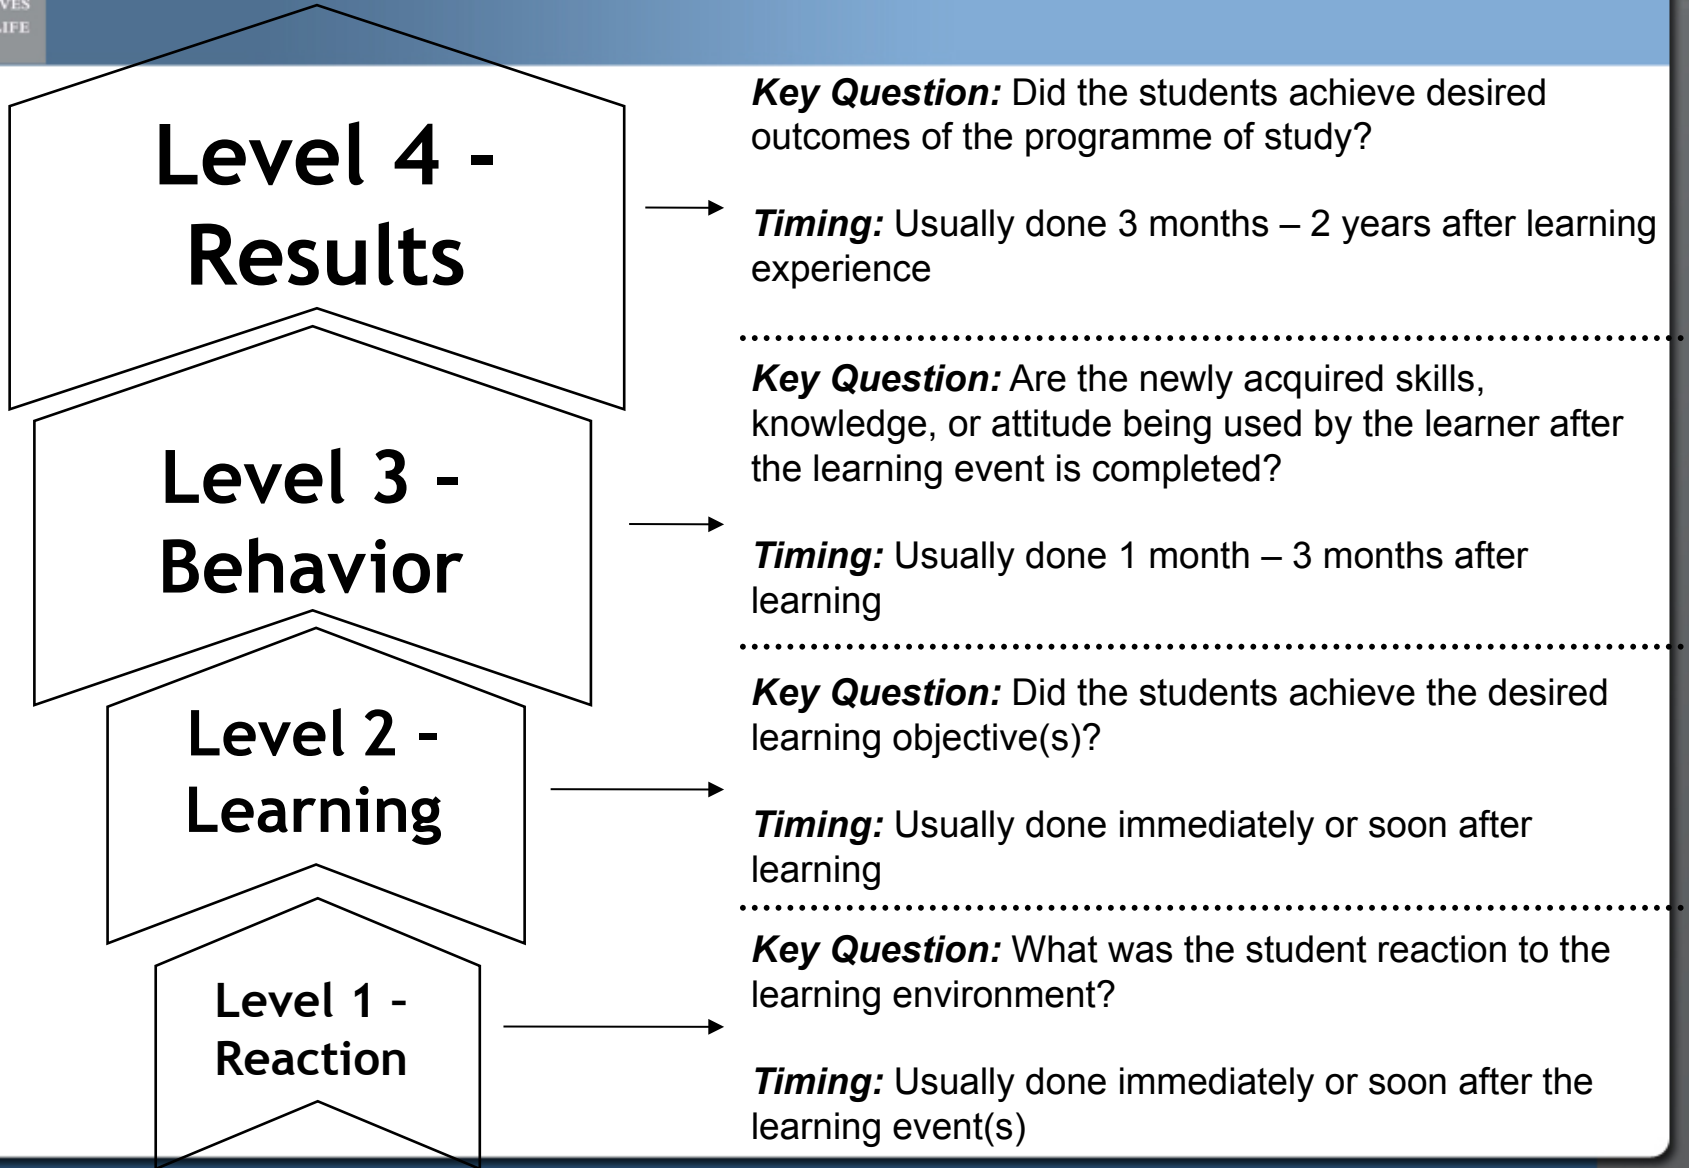 VES
LIFE
Level 4 -
Results
Key Question: Did the students achieve desired
outcomes of the programme of study?
Timing: Usually done 3 months – 2 years after learning
experience
Level 3 -
Behavior
Key Question: Are the newly acquired skills,
knowledge, or attitude being used by the learner after
the learning event is completed?
Timing: Usually done 1 month – 3 months after
learning
Level 2 -
Learning
Key Question: Did the students achieve the desired
learning objective(s)?
Timing: Usually done immediately or soon after
learning
Level 1 -
Reaction
Key Question: What was the student reaction to the
learning environment?
Timing: Usually done immediately or soon after the
learning event(s)